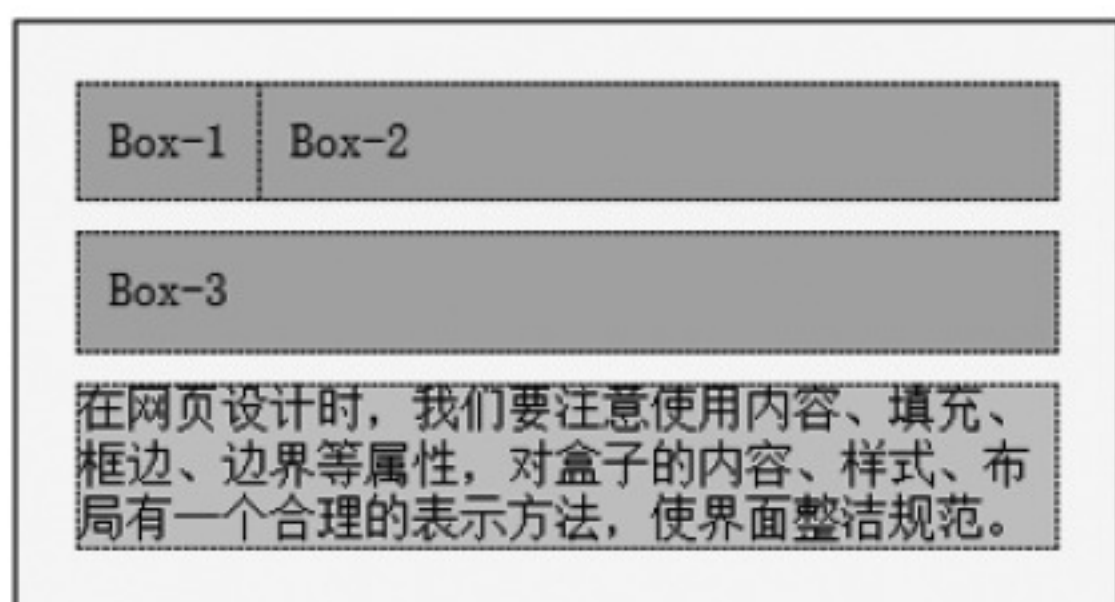 Box-1 Box-2
Box-3
在网页设计时，我们要注意使用内容、填充、
框边、边界等属性，对盒子的内容、样式、布
局有一个合理的表示方法，使界面整洁规范。